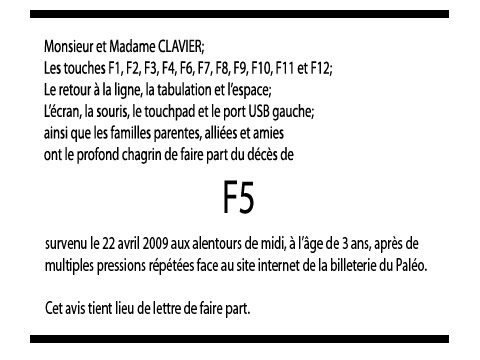 Monsieur et Madame CLAVIER;
Les touches F1, F2, F3, F4, F6, F7, F8, F9, F10, F11 et F12;
Le retour à la ligne, la tabulation et l'espace;
L'écran, la souris, le touchpad et le port USB gauche;
ainsi que les familles parentes, alliées et amies
ont le profond chagrin de faire part du décès de
F5
survenu le 22 avril 2009 aux alentours de midi, à l'âge de 3 ans, après de
multiples pressions répétées face au site internet de la billeterie du Paléo.
Cet avis tient lieu de lettre de faire part.